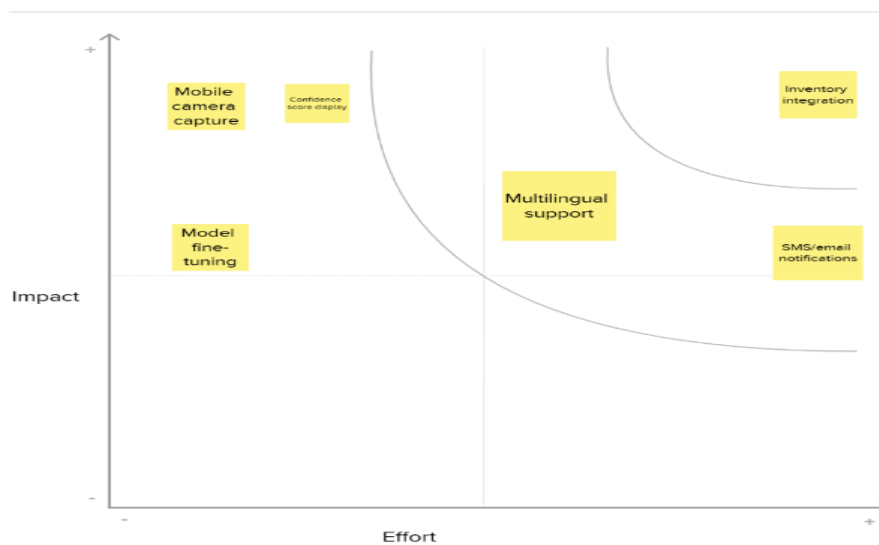 +
Mobile
camera
capture
Confidence
score display
Inventory
integration
Multilingual
support
Model
fine-
tuning
SMS/email
notifications
Impact
-
-
+
Effort